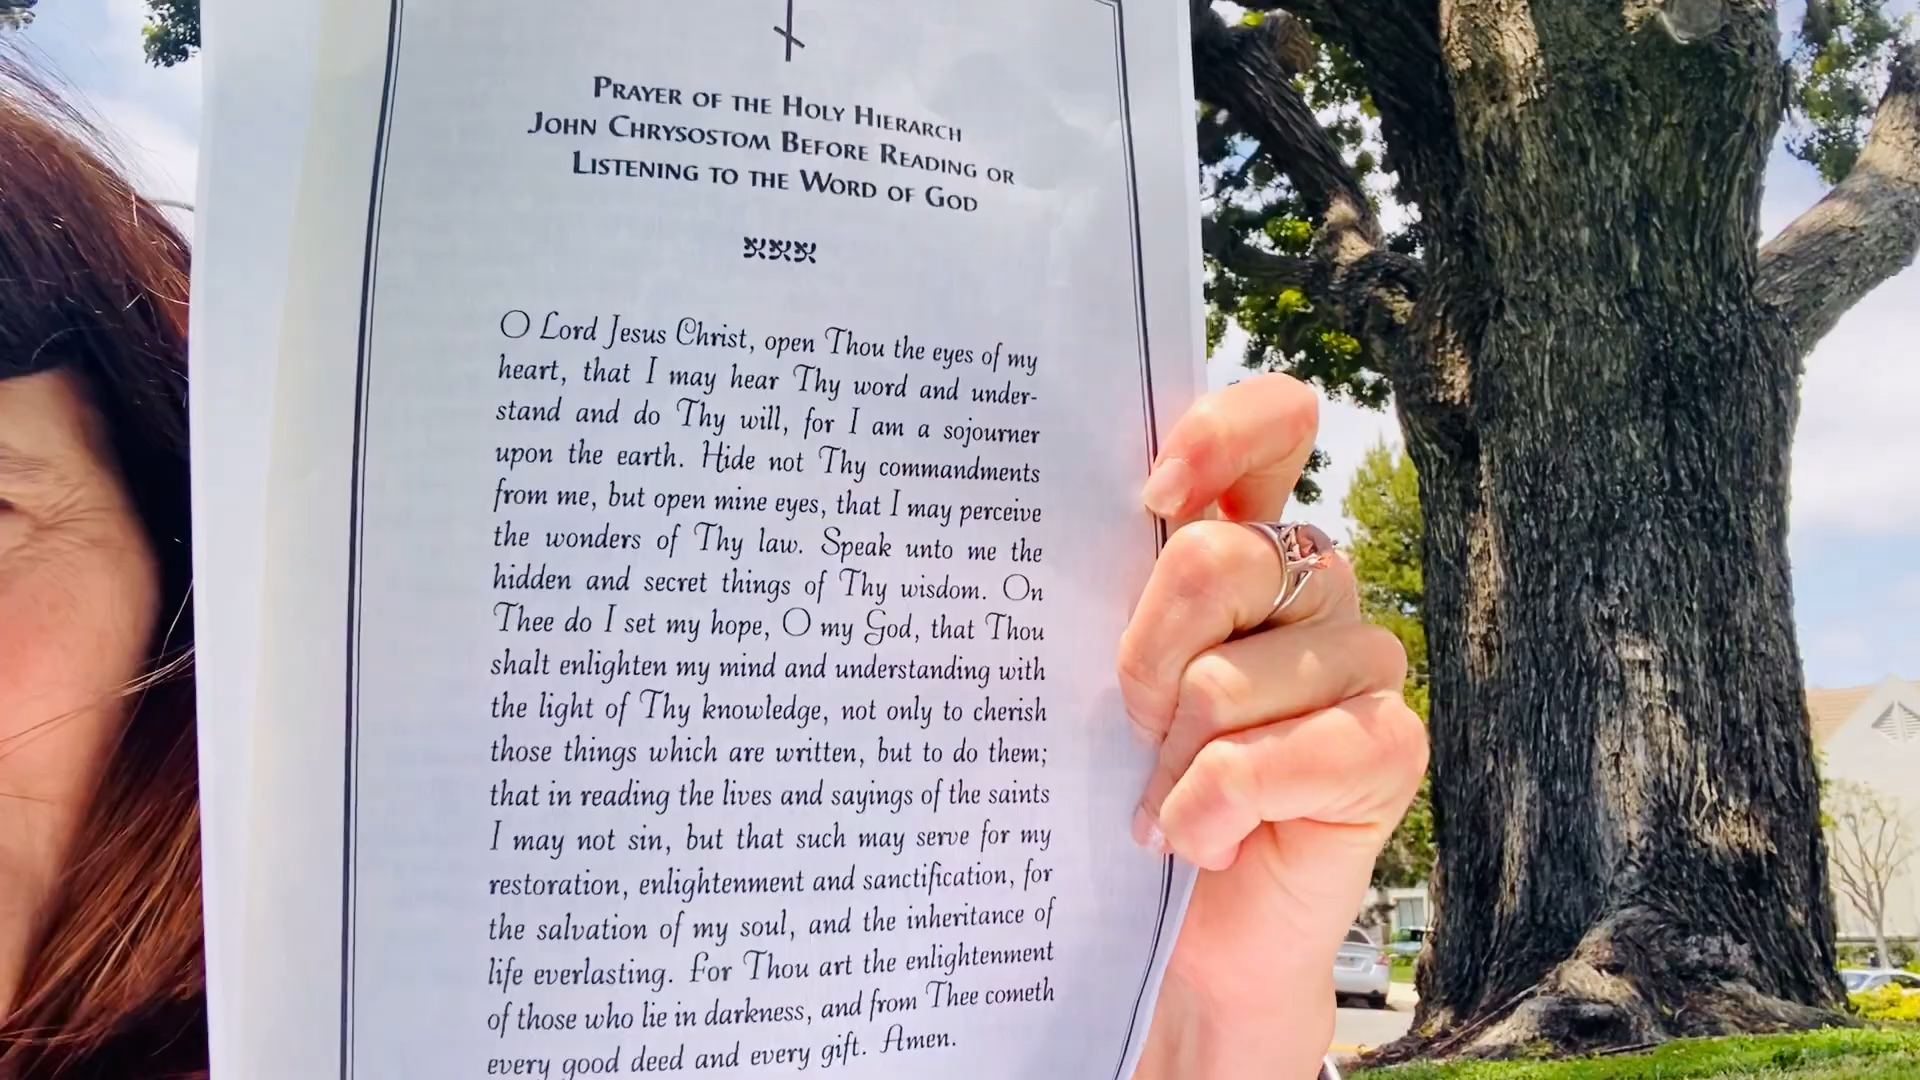 PRAYER OF THE HOLY HIERARCH
JOHN CHRYSOSTOM BEFORE READING OR
LISTENING TO THE WORD OF GOD
O Lord Jesus Christ, open Thou the eyes of my
heart, that I may hear Thy word and under-
stand and do Thy will, for I am a sojourner
upon the earth. Hide not Thy commandments
from me, but open mine eyes, that I may perceive
the wonders of Thy law. Speak unto me the
hidden and secret things of Thy wisdom. On
Thee do I set my hope, O my God, that Thou
shalt enlighten my mind and understanding with
the light of Thy knowledge, not only to cherish
those things which are written, but to do them;
that in reading the lives and sayings of the saints
I may not sin, but that such may serve for my
restoration, enlightenment and sanctification, for
the salvation of my soul, and the inheritance of
life everlasting. For Thou art the enlightenment
of those who lie in darkness, and from Thee cometh
every good deed and every gift. Amen.